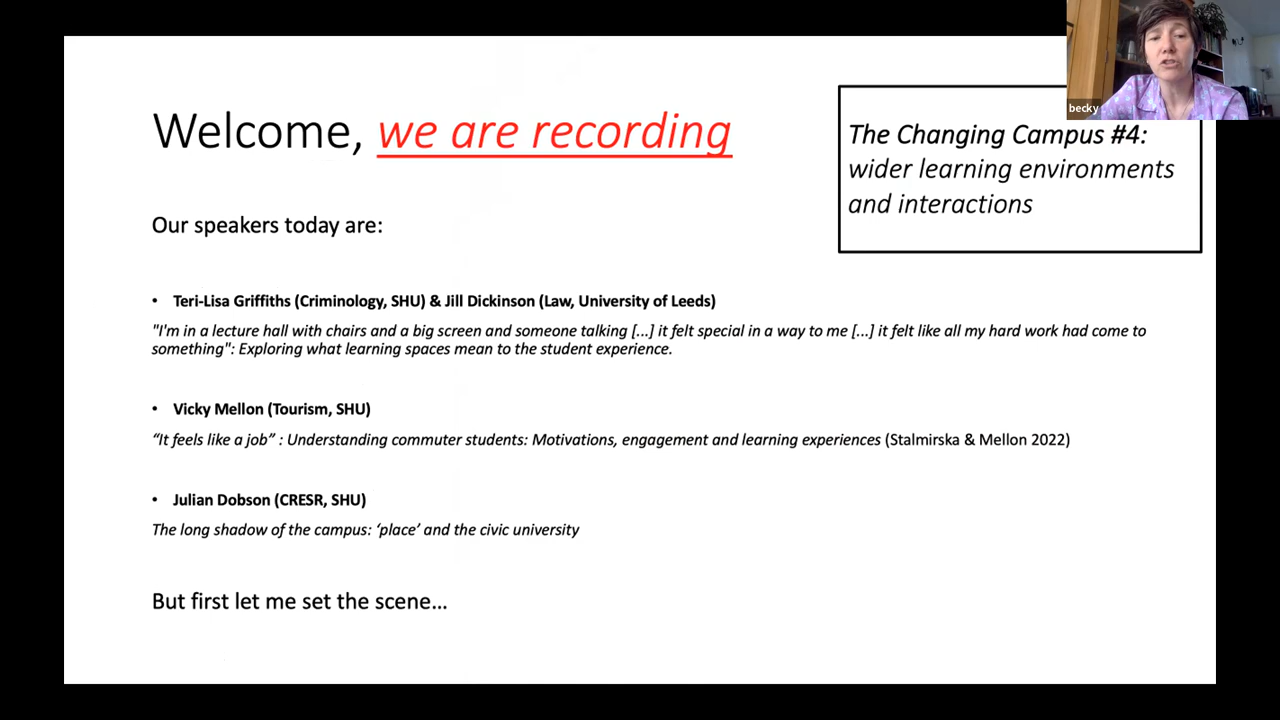 Welcome, we are recording
becky
The Changing Campus #4:
wider learning environments
and interactions
Our speakers today are:
• Teri-Lisa Griffiths (Criminology, SHU) & Jill Dickinson (Law, University of Leeds)
"I'm in a lecture hall with chairs and a big screen and someone talking [...] it felt special in a way to me [...] it felt like all my hard work had come to
something": Exploring what learning spaces mean to the student experience.
• Vicky Mellon (Tourism, SHU)
“It feels like a job” : Understanding commuter students: Motivations, engagement and learning experiences (Stalmirska & Mellon 2022)
• Julian Dobson (CRESR, SHU)
The long shadow of the campus: ‘place’ and the civic university
But first let me set the scene…